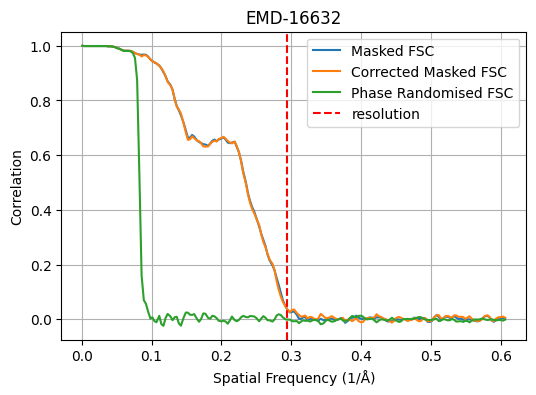 EMD-16632
Masked FSC
Corrected Masked FSC
Phase Randomised FSC
resolution
Correlation
1.0
0.8
0.6
0.4
0.2
0.0
0.0 0.1 0.2 0.3 0.4 0.5 0.6
Spatial Frequency (1/Å)